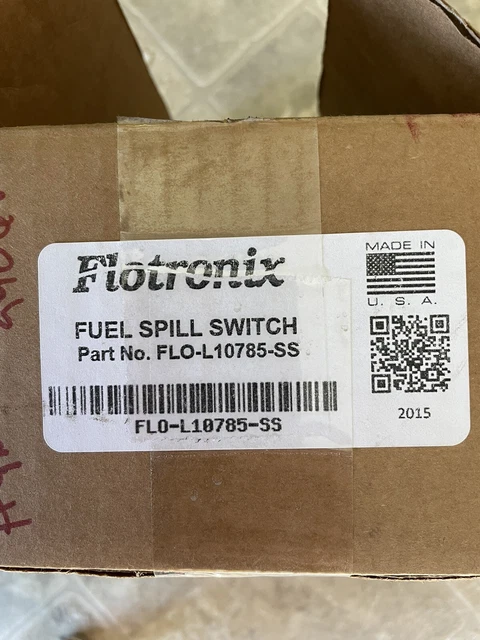 Flotronix
FUEL SPILL SWITCH
Part No. FLO-L10785-SS
FLO-L10785-SS
MADE IN
U. S. A.
2015